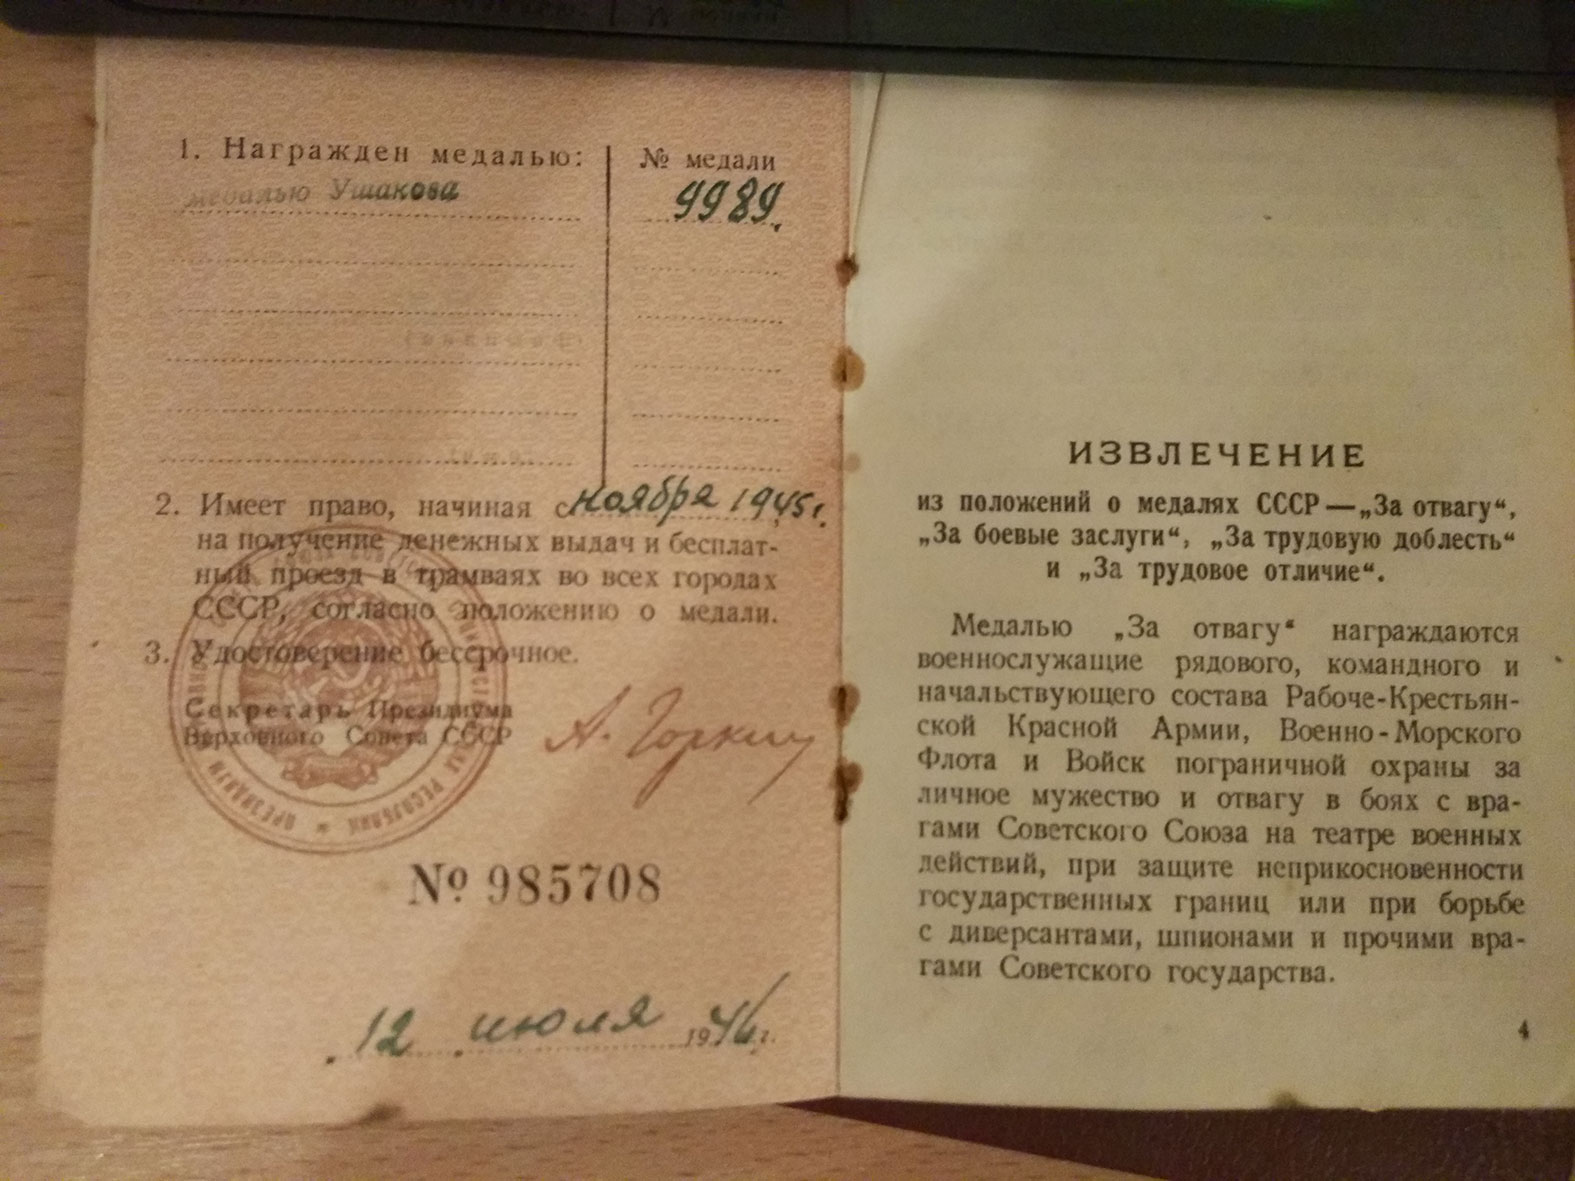 1. Награжден медалью:
№ медали
медалью Ушакова
9989
2. Имеет право, начиная с ноября 1945 г.
на получение денежных выдач и бесплат-
ный проезд в трамваях во всех городах
СССР, согласно положению о медали.
3. Удостоверение бессрочное.
Секретарь Президиума
Верховного Совета СССР
А. Горкин
№ 985708
12 июля 1946 г.
ИЗВЛЕЧЕНИЕ
из положений о медалях СССР — „За отвагу“,
„За боевые заслуги“, „За трудовую доблесть“
и „За трудовое отличие“.
Медалью „За отвагу“ награждаются
военнослужащие рядового, командного и
начальствующего состава Рабоче-Крестьян-
ской Красной Армии, Военно-Морского
Флота и Войск пограничной охраны за
личное мужество и отвагу в боях с вра-
гами Советского Союза на театре военных
действий, при защите неприкосновенности
государственных границ или при борьбе
с диверсантами, шпионами и прочими вра-
гами Советского государства.
4